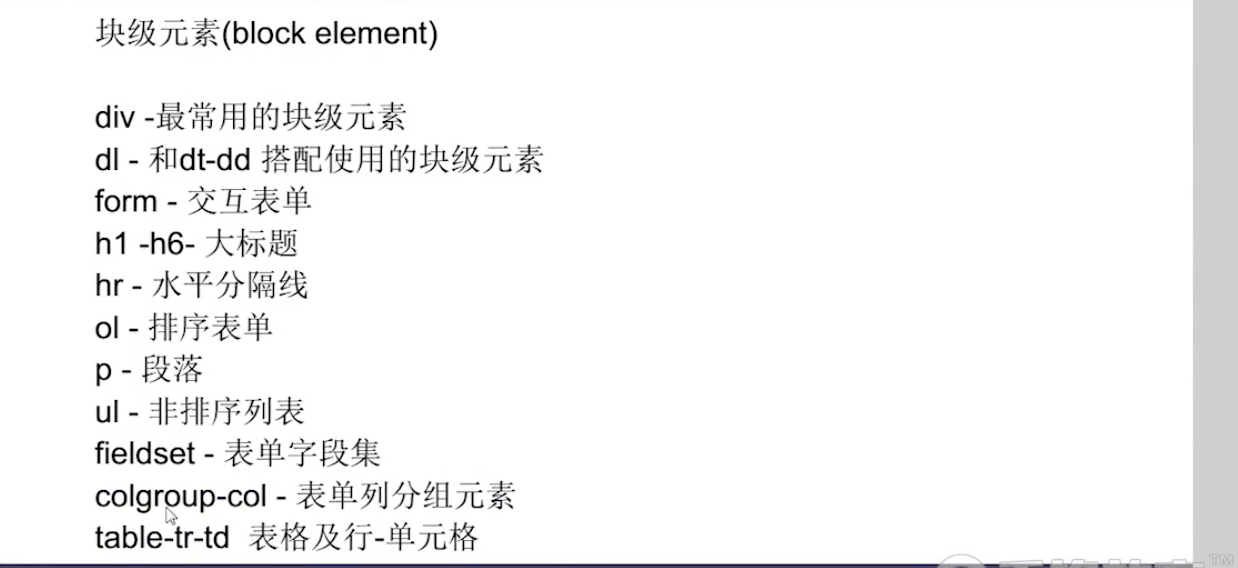 块级元素(block element)
div -最常用的块级元素
dl - 和dt-dd 搭配使用的块级元素
form - 交互表单
h1 -h6- 大标题
hr - 水平分隔线
ol - 排序表单
p - 段落
ul - 非排序列表
fieldset - 表单字段集
colgroup-col - 表单列分组元素
table-tr-td 表格及行-单元格
TM